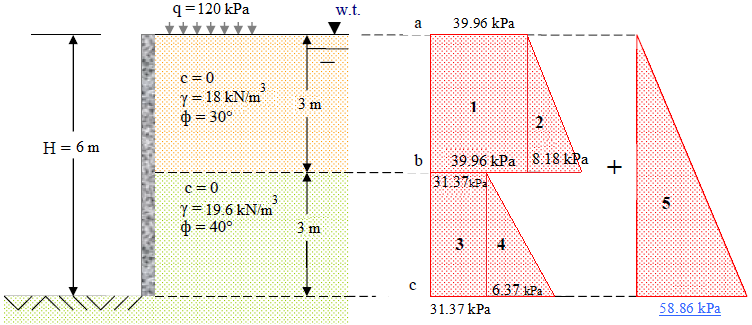 q = 120 kPa
w.t.
a
39.96 kPa
c = 0
γ = 18 kN/m³
ϕ = 30°
3 m
1
2
H = 6 m
b
39.96 kPa
8.18 kPa
+
31.37kPa
c = 0
γ = 19.6 kN/m³
ϕ = 40°
3 m
3
4
5
c
6.37 kPa
31.37 kPa
58.86 kPa